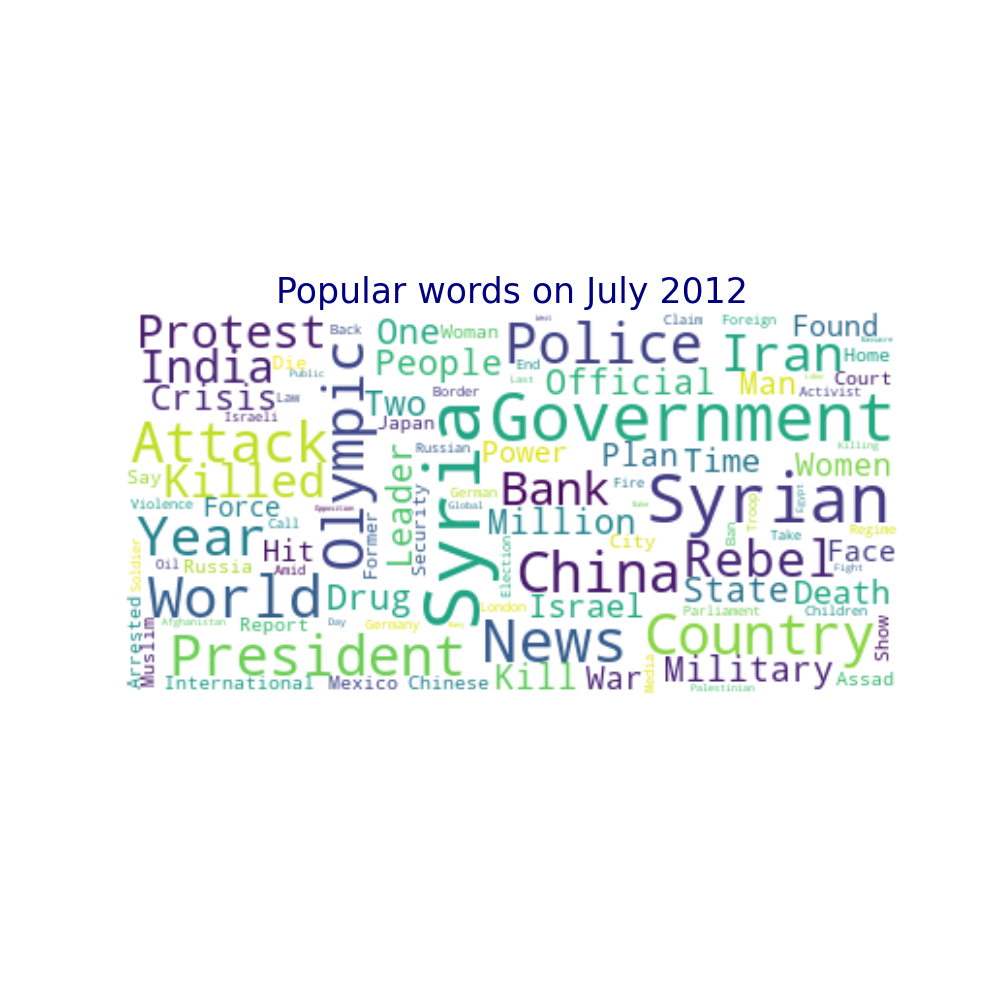 Popular words on July 2012
Protest
Back
One
Woman
West
Police
Claim
Foreign
Found
Massacre
India
Die
Public
People
End
Last
Iran
Home
Crisis
Law
Israeli
Olympic
Two
Border
Japan
Official
Man
Like
Court
Activist
Attack
Syria
Government
Say
Killed
Leader
Russian
Power
Plan
Time
Killing
Women
Violence
Force
Opposition
Security
German
Global
Bank
Fire
Syrian
Troop
Egypt
Year
Call
Former
Million
City
Ban
Take
Regime
Soldier
Oil
Russia
Hit
Amid
Election
China
Rebel
Face
Fight
World
Drug
London
Israel
State
Death
Arrested
Muslim
Afghanistan
Report
Day
Germany
News
Parliament
Children
Country
Show
President
International
Mexico
Chinese
Kill
War
Media
Military
Palestinian
Assad